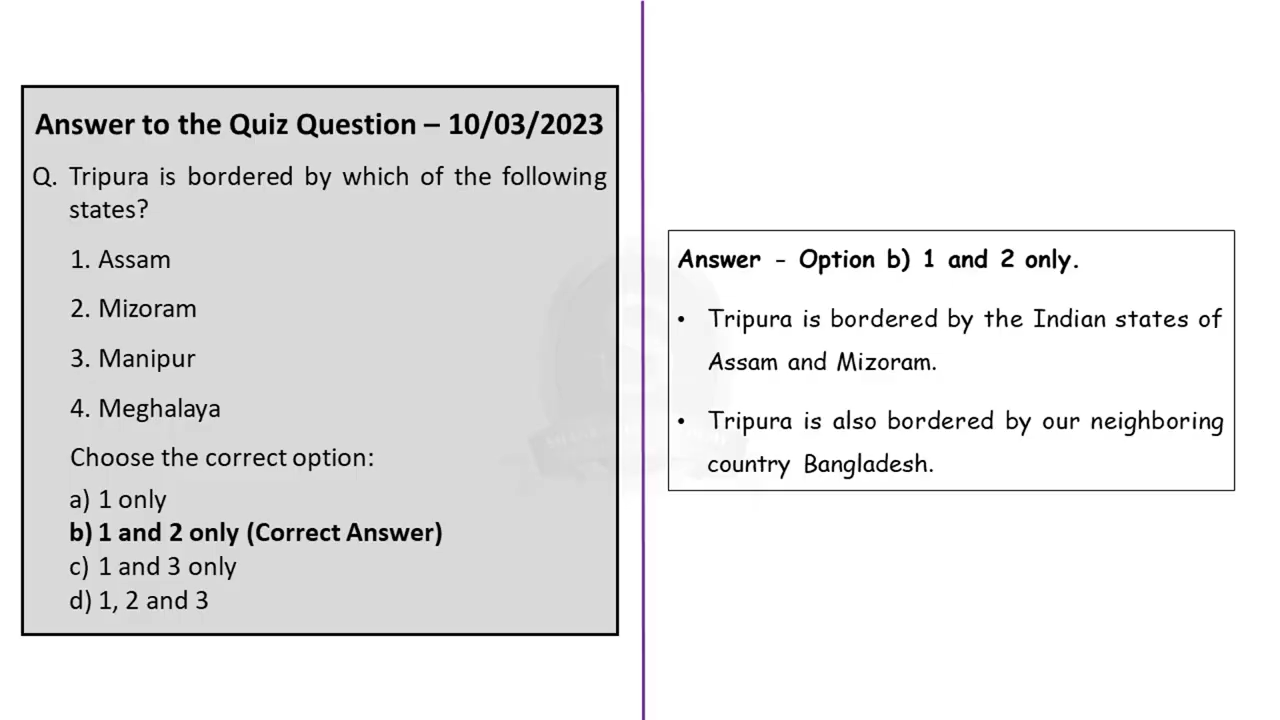 Answer to the Quiz Question – 10/03/2023
Q. Tripura is bordered by which of the following
states?
1. Assam
2. Mizoram
3. Manipur
4. Meghalaya
Choose the correct option:
a) 1 only
b) 1 and 2 only (Correct Answer)
c) 1 and 3 only
d) 1, 2 and 3
Answer - Option b) 1 and 2 only.
• Tripura is bordered by the Indian states of
Assam and Mizoram.
• Tripura is also bordered by our neighboring
country Bangladesh.